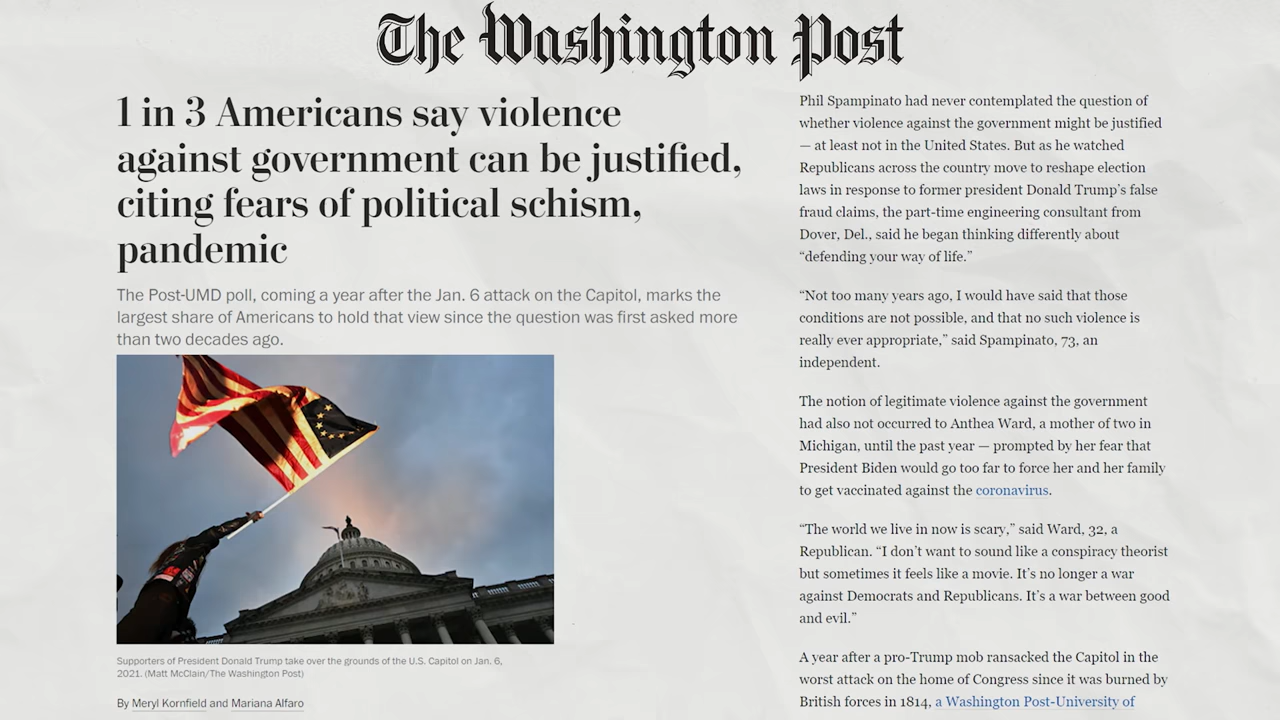 The Washington Post
1 in 3 Americans say violence
against government can be justified,
citing fears of political schism,
pandemic
The Post-UMD poll, coming a year after the Jan. 6 attack on the Capitol, marks the
largest share of Americans to hold that view since the question was first asked more
than two decades ago.
Supporters of President Donald Trump take over the grounds of the U.S. Capitol on Jan. 6,
2021. (Matt McClain/The Washington Post)
By Meryl Kornfield and Mariana Alfaro
Phil Spampinato had never contemplated the question of
whether violence against the government might be justified
— at least not in the United States. But as he watched
Republicans across the country move to reshape election
laws in response to former president Donald Trump’s false
fraud claims, the part-time engineering consultant from
Dover, Del., said he began thinking differently about
“defending your way of life.”
“Not too many years ago, I would have said that those
conditions are not possible, and that no such violence is
really ever appropriate,” said Spampinato, 73, an
independent.
The notion of legitimate violence against the government
had also not occurred to Anthea Ward, a mother of two in
Michigan, until the past year — prompted by her fear that
President Biden would go too far to force her and her family
to get vaccinated against the coronavirus.
“The world we live in now is scary,” said Ward, 32, a
Republican. “I don’t want to sound like a conspiracy theorist
but sometimes it feels like a movie. It’s no longer a war
against Democrats and Republicans. It’s a war between good
and evil.”
A year after a pro-Trump mob ransacked the Capitol in the
worst attack on the home of Congress since it was burned by
British forces in 1814, a Washington Post-University of